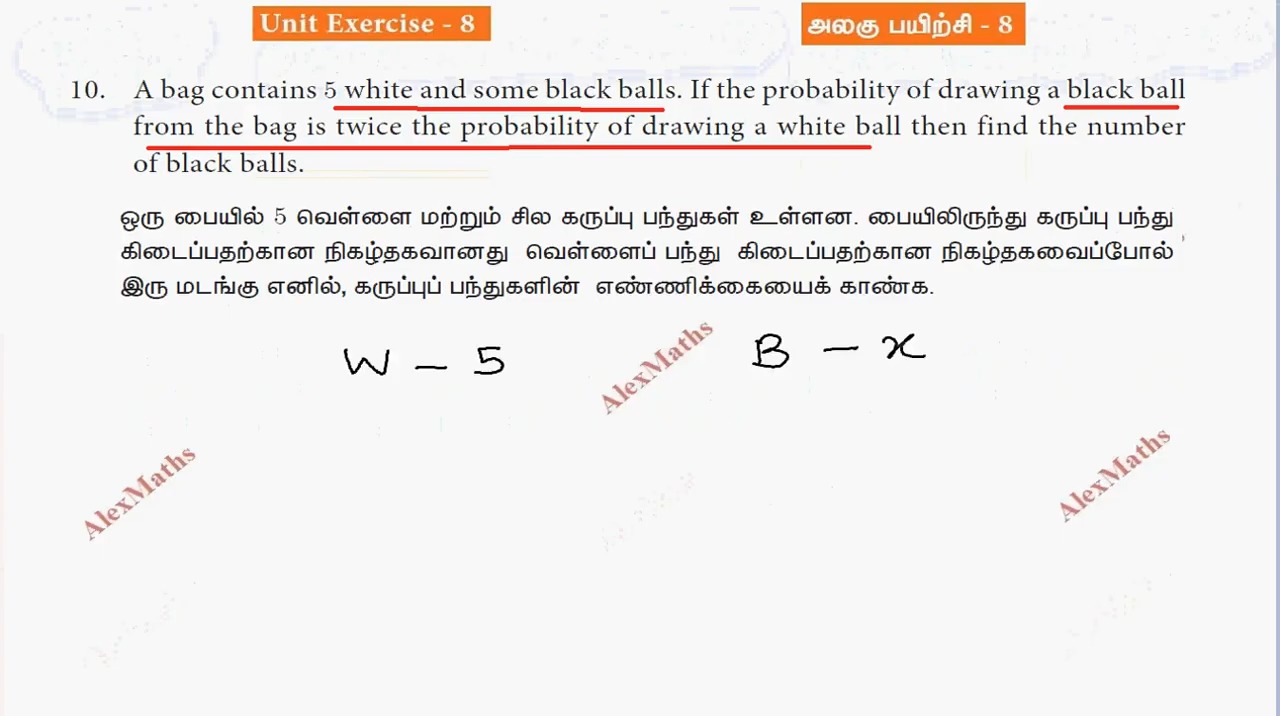 Unit Exercise - 8
அலகு பயிற்சி - 8
10. A bag contains 5 white and some black balls. If the probability of drawing a black ball
from the bag is twice the probability of drawing a white ball then find the number
of black balls.
ஒரு பையில் 5 வெள்ளை மற்றும் சில கருப்பு பந்துகள் உள்ளன. பையிலிருந்து கருப்பு பந்து
கிடைப்பதற்கான நிகழ்தகவானது வெள்ளைப் பந்து கிடைப்பதற்கான நிகழ்தகவைப்போல்
இரு மடங்கு எனில், கருப்புப் பந்துகளின் எண்ணிக்கையைக் காண்க.
W – 5
B – x
AlexMaths
AlexMaths
AlexMaths